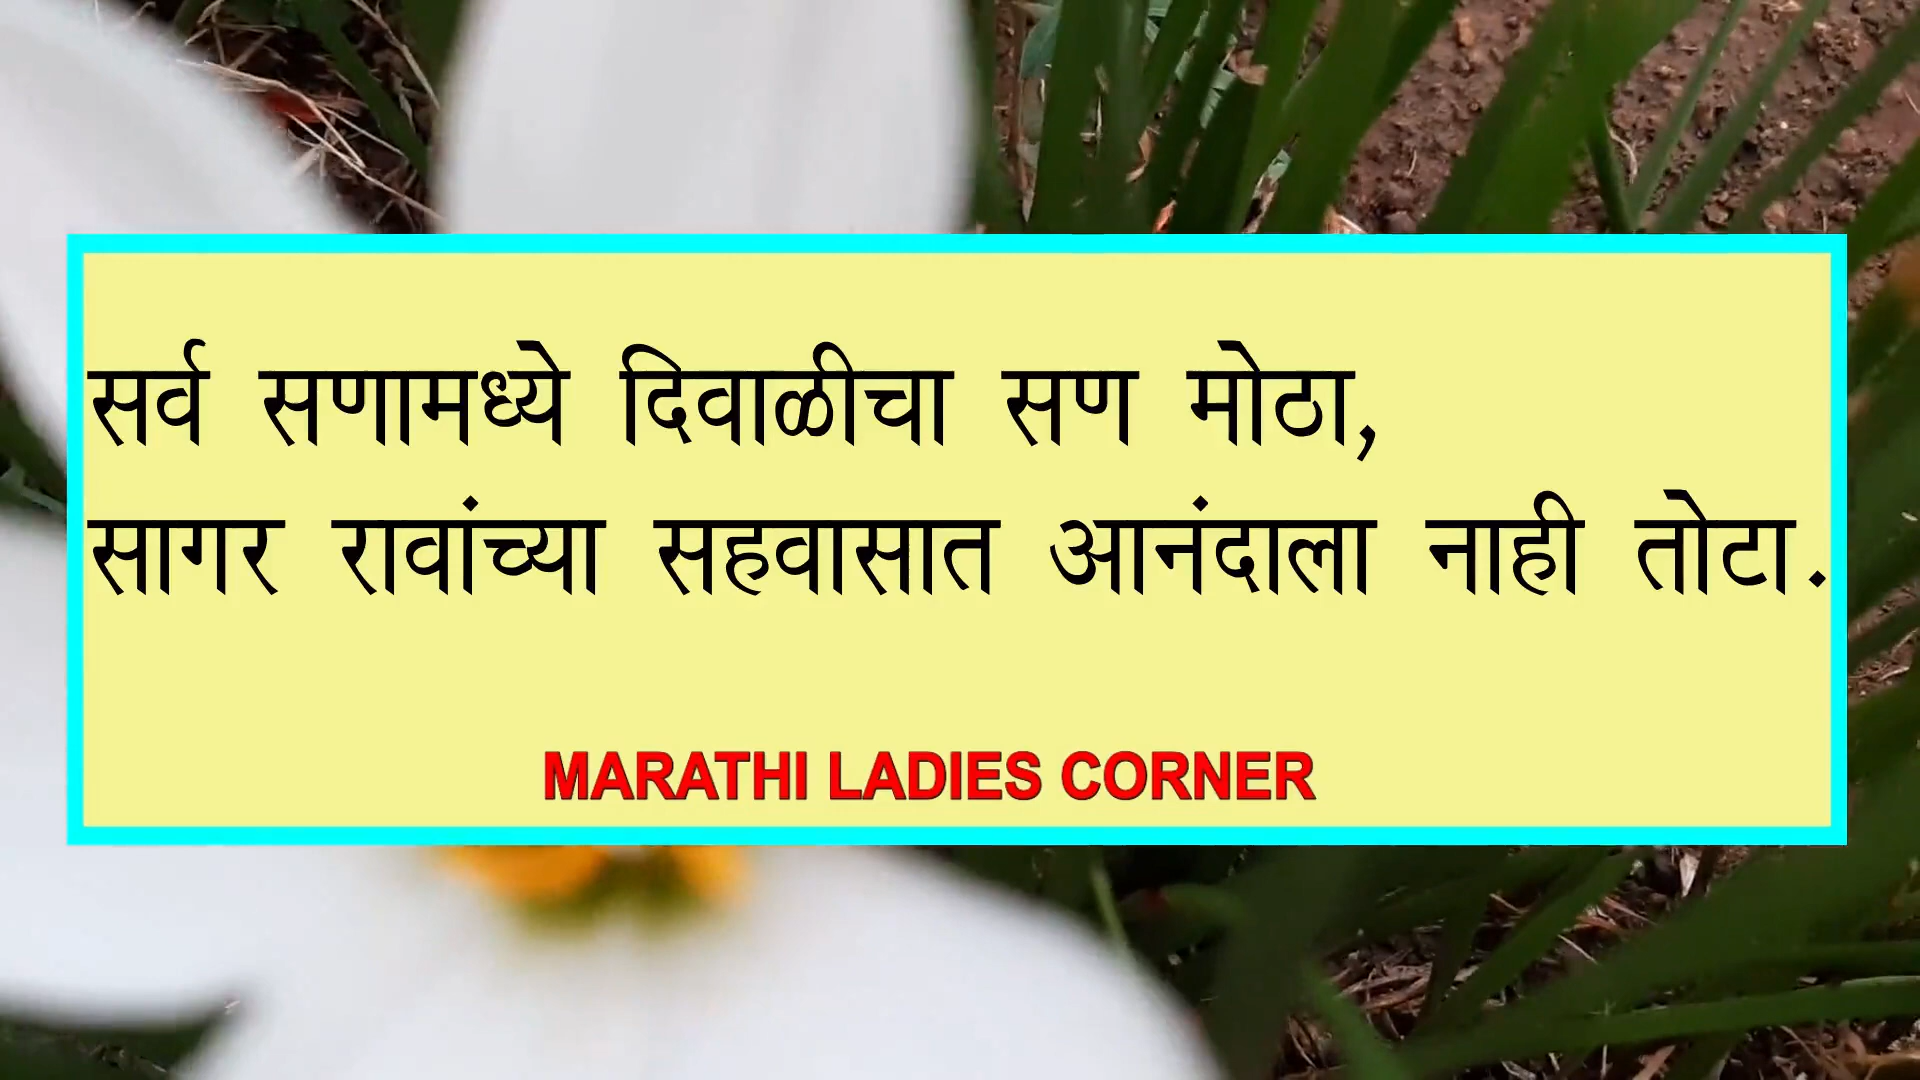 सर्व सणामध्ये दिवाळीचा सण मोठा,
सागर रावांच्या सहवासात आनंदाला नाही तोटा.
MARATHI LADIES CORNER